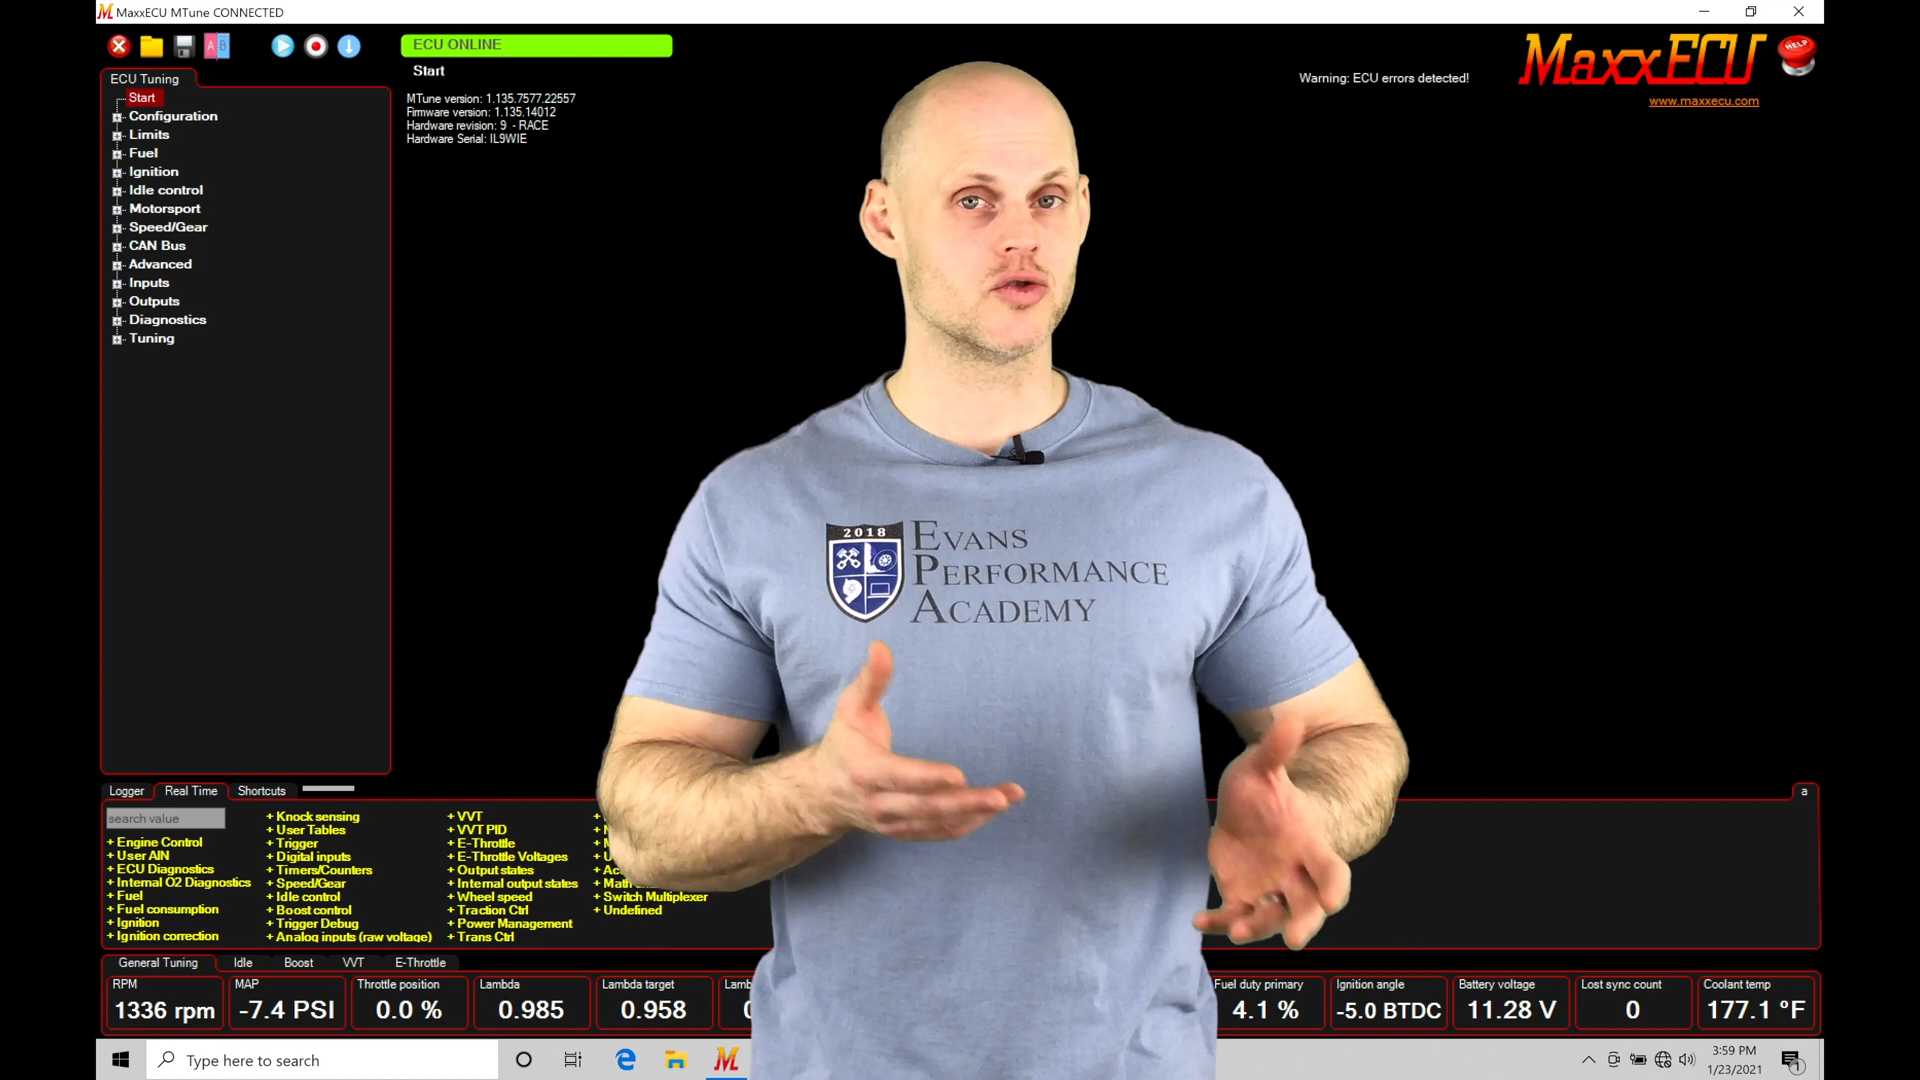 MaxxECU MTune CONNECTED
A B
ECU ONLINE
MaxxECU
HELP
ECU Tuning
Start
Warning: ECU errors detected!
www.maxxecu.com
MTune version: 1.135.7577.22557
Firmware version: 1.135.14012
Hardware revision: 9 - RACE
Hardware Serial: IL9WIE
Start
Configuration
Limits
Fuel
Ignition
Idle control
Motorsport
Speed/Gear
CAN Bus
Advanced
Inputs
Outputs
Diagnostics
Tuning
2018
EVANS
PERFORMANCE
ACADEMY
Logger Real Time Shortcuts
a
search value
+ Engine Control
+ User AIN
+ ECU Diagnostics
+ Internal O2 Diagnostics
+ Fuel
+ Fuel consumption
+ Ignition
+ Ignition correction
+ Knock sensing
+ User Tables
+ Trigger
+ Digital inputs
+ Timers/Counters
+ Speed/Gear
+ Idle control
+ Boost control
+ Trigger Debug
+ Analog inputs (raw voltage)
+ VVT
+ VVT PID
+ E-Throttle
+ E-Throttle Voltages
+ Output states
+ Internal output states
+ Wheel speed
+ Traction Ctrl
+ Power Management
+ Trans Ctrl
+ Switch Multiplexer
+ Undefined
General Tuning Idle Boost VVT E-Throttle
RPM
1336 rpm
MAP
-7.4 PSI
Throttle position
0.0 %
Lambda
0.985
Lambda target
0.958
Fuel duty primary
4.1 %
Ignition angle
-5.0 BTDC
Battery voltage
11.28 V
Lost sync count
0
Coolant temp
177.1 °F
Type here to search
3:59 PM
1/23/2021
1